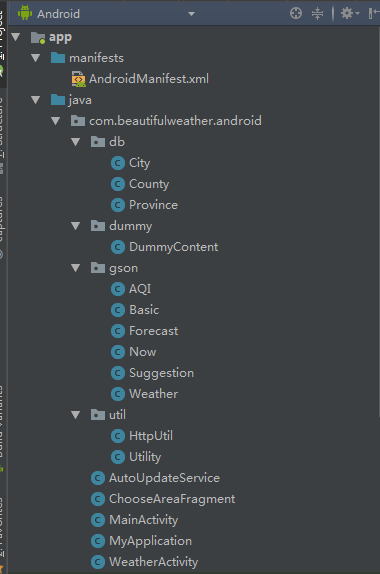 Android
app
manifests
AndroidManifest.xml
java
com.beautifulweather.android
db
City
County
Province
dummy
DummyContent
gson
AQI
Basic
Forecast
Now
Suggestion
Weather
util
HttpUtil
Utility
AutoUpdateService
ChooseAreaFragment
MainActivity
MyApplication
WeatherActivity